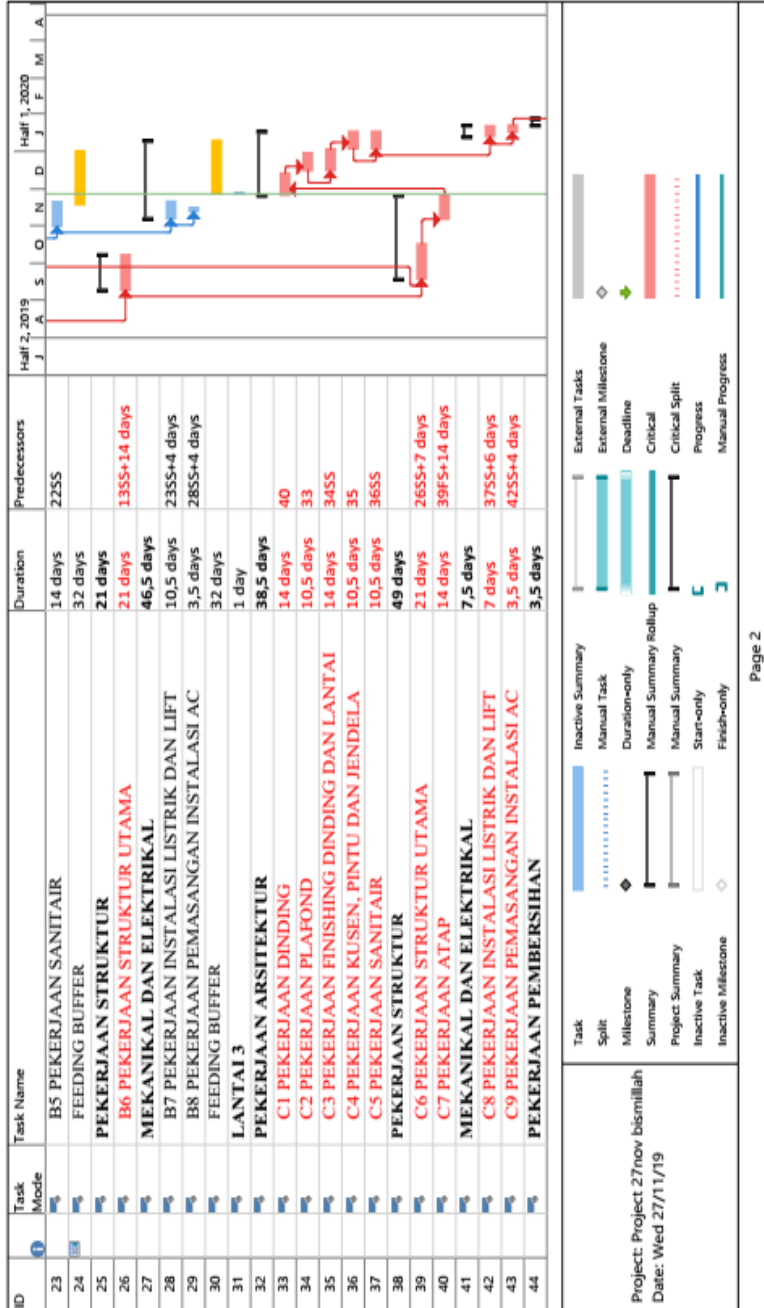 ID Task Mode Task Name Duration Predecessors
Half 2, 2019 Half 1, 2020
J A S O N D J F M A
23 B5 PEKERJAAN SANITAIR 14 days 22SS
24 FEEDING BUFFER 32 days
25 PEKERJAAN STRUKTUR 21 days
26 B6 PEKERJAAN STRUKTUR UTAMA 21 days 13SS+14 days
27 MEKANIKAL DAN ELEKTRIKAL 46,5 days
28 B7 PEKERJAAN INSTALASI LISTRIK DAN LIFT 10,5 days 23SS+4 days
29 B8 PEKERJAAN PEMASANGAN INSTALASI AC 3,5 days 28SS+4 days
30 FEEDING BUFFER 32 days
31 LANTAI 3 1 day
32 PEKERJAAN ARSITEKTUR 38,5 days
33 C1 PEKERJAAN DINDING 14 days 40
34 C2 PEKERJAAN PLAFOND 10,5 days 33
35 C3 PEKERJAAN FINISHING DINDING DAN LANTAI 14 days 34SS
36 C4 PEKERJAAN KUSEN, PINTU DAN JENDELA 10,5 days 35
37 C5 PEKERJAAN SANITAIR 10,5 days 36SS
38 PEKERJAAN STRUKTUR 49 days
39 C6 PEKERJAAN STRUKTUR UTAMA 21 days 26SS+7 days
40 C7 PEKERJAAN ATAP 14 days 39FS+14 days
41 MEKANIKAL DAN ELEKTRIKAL 7,5 days
42 C8 PEKERJAAN INSTALASI LISTRIK DAN LIFT 7 days 37SS+6 days
43 C9 PEKERJAAN PEMASANGAN INSTALASI AC 3,5 days 42SS+4 days
44 PEKERJAAN PEMBERSIHAN 3,5 days
Project: Project 27nov bismillah
Date: Wed 27/11/19
Task
Split
Milestone
Summary
Project Summary
Inactive Task
Inactive Milestone
Inactive Summary
Manual Task
Duration-only
Manual Summary Rollup
Manual Summary
Start-only
Finish-only
External Tasks
External Milestone
Deadline
Critical
Critical Split
Progress
Manual Progress
Page 2